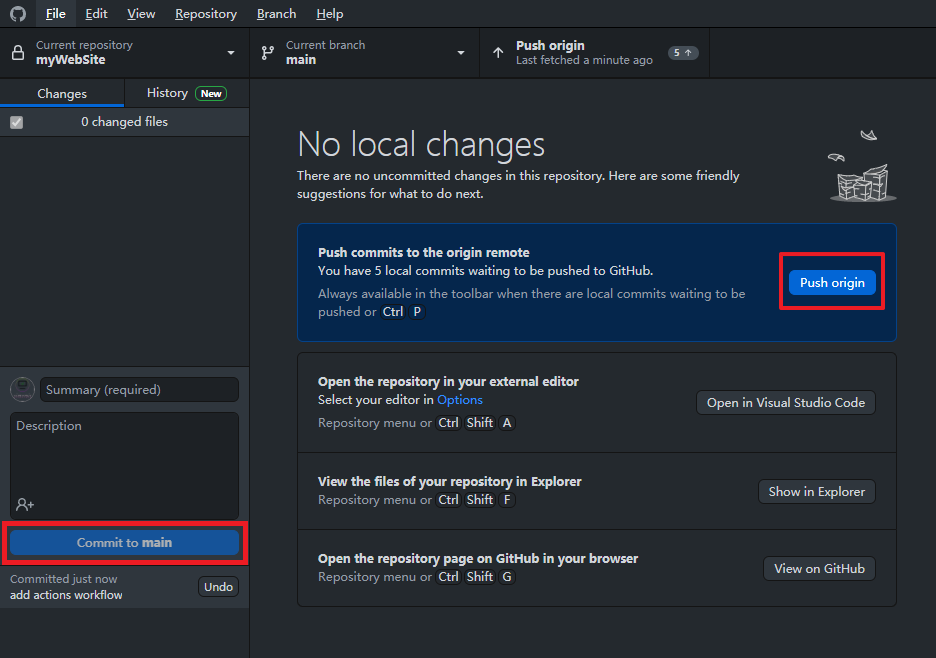 File Edit View Repository Branch Help
Current repository
myWebSite
Current branch
main
Push origin
Last fetched a minute ago
5
Changes
History New
0 changed files
No local changes
There are no uncommitted changes in this repository. Here are some friendly
suggestions for what to do next.
Push commits to the origin remote
You have 5 local commits waiting to be pushed to GitHub.
Always available in the toolbar when there are local commits waiting to be
pushed or Ctrl P
Push origin
Open the repository in your external editor
Select your editor in Options
Repository menu or Ctrl Shift A
Open in Visual Studio Code
View the files of your repository in Explorer
Repository menu or Ctrl Shift F
Show in Explorer
Open the repository page on GitHub in your browser
Repository menu or Ctrl Shift G
View on GitHub
Summary (required)
Description
Commit to main
Committed just now
add actions workflow
Undo